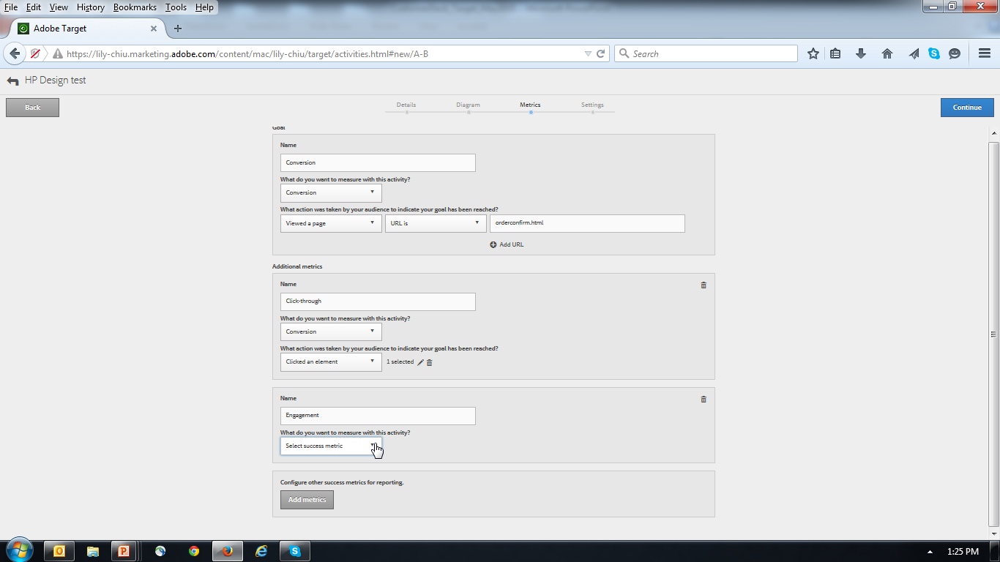 File Edit View History Bookmarks Tools Help
Adobe Target
https://lily-chiu.marketing.adobe.com/content/mac/lily-chiu/target/activities.html#new/A-B
Search
HP Design test
Back
Details
Diagram
Metrics
Settings
Continue
Goal
Name
Conversion
What do you want to measure with this activity?
Conversion
What action was taken by your audience to indicate your goal has been reached?
Viewed a page
URL is
orderconfirm.html
Add URL
Additional metrics
Name
Click-through
What do you want to measure with this activity?
Conversion
What action was taken by your audience to indicate your goal has been reached?
Clicked an element
1 selected
Name
Engagement
What do you want to measure with this activity?
Select success metric
Configure other success metrics for reporting.
Add metrics
1:25 PM